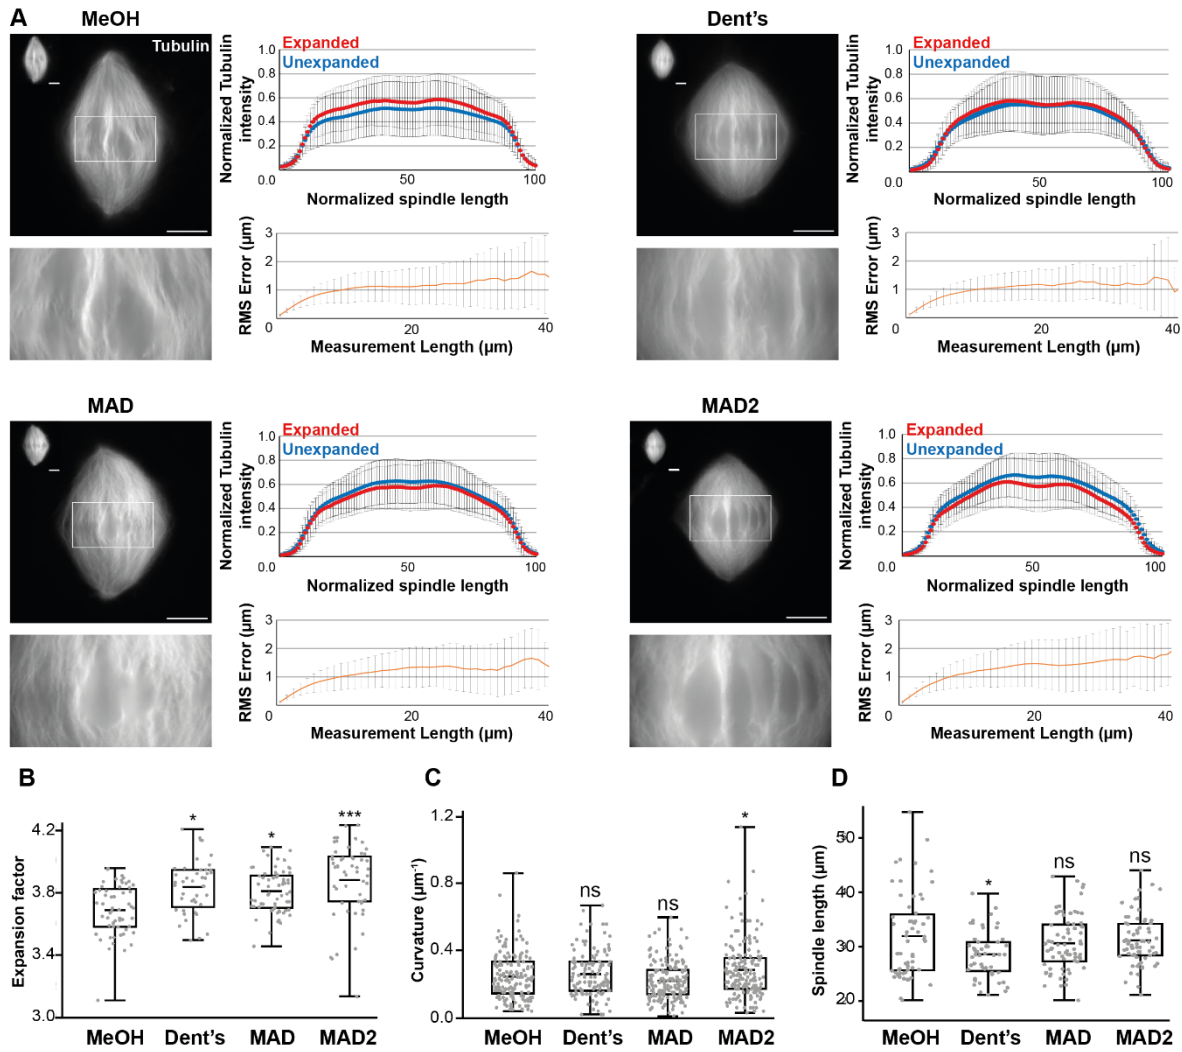 A
MeOH
Tubulin
Normalized Tubulin
intensity
1.0
0.8
0.6
0.4
0.2
0.0
Expanded
Unexpanded
50
100
Normalized spindle length
RMS Error (µm)
3
2
1
0
20
40
Measurement Length (µm)
Dent's
Normalized Tubulin
intensity
1.0
0.8
0.6
0.4
0.2
0.0
Expanded
Unexpanded
50
100
Normalized spindle length
RMS Error (µm)
3
2
1
0
20
40
Measurement Length (µm)
MAD
Normalized Tubulin
intensity
1.0
0.8
0.6
0.4
0.2
0.0
Expanded
Unexpanded
50
100
Normalized spindle length
RMS Error (µm)
3
2
1
0
20
40
Measurement Length (µm)
MAD2
Normalized Tubulin
intensity
1.0
0.8
0.6
0.4
0.2
0.0
Expanded
Unexpanded
50
100
Normalized spindle length
RMS Error (µm)
3
2
1
0
20
40
Measurement Length (µm)
B
Expansion factor
4.2
3.8
3.4
3.0
*
*
***
MeOH Dent's MAD MAD2
C
Curvature (µm⁻¹)
1.2
0.8
0.4
0.0
ns
ns
*
MeOH Dent's MAD MAD2
D
Spindle length (µm)
50
40
30
20
*
ns
ns
MeOH Dent's MAD MAD2